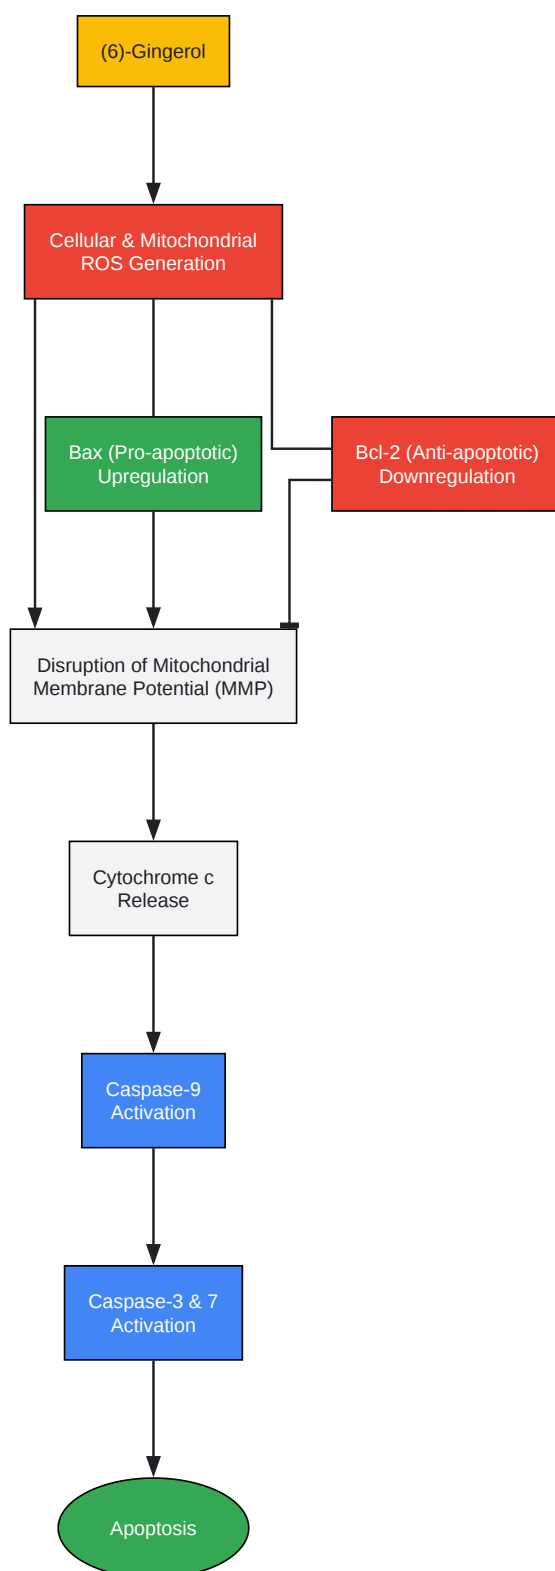 (6)-Gingerol
Cellular & Mitochondrial
ROS Generation
Bax (Pro-apoptotic)
Upregulation
Bcl-2 (Anti-apoptotic)
Downregulation
Disruption of Mitochondrial
Membrane Potential (MMP)
Cytochrome c
Release
Caspase-9
Activation
Caspase-3 & 7
Activation
Apoptosis